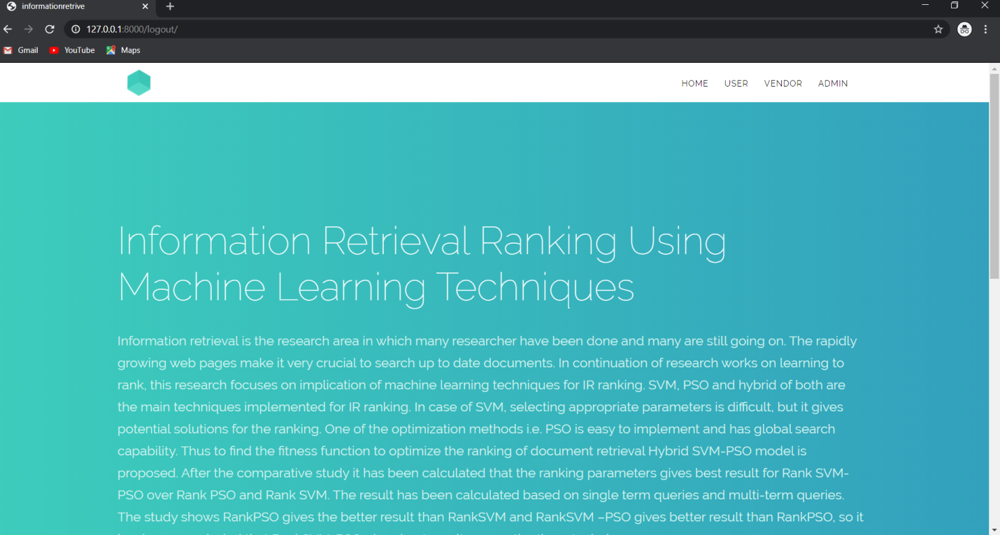 informationretrive
127.0.0.1:8000/logout/
Gmail
YouTube
Maps
HOME
USER
VENDOR
ADMIN
Information Retrieval Ranking Using
Machine Learning Techniques
Information retrieval is the research area in which many researcher have been done and many are still going on. The rapidly
growing web pages make it very crucial to search up to date documents. In continuation of research works on learning to
rank, this research focuses on implication of machine learning techniques for IR ranking. SVM, PSO and hybrid of both are
the main techniques implemented for IR ranking. In case of SVM, selecting appropriate parameters is difficult, but it gives
potential solutions for the ranking. One of the optimization methods i.e. PSO is easy to implement and has global search
capability. Thus to find the fitness function to optimize the ranking of document retrieval Hybrid SVM-PSO model is
proposed. After the comparative study it has been calculated that the ranking parameters gives best result for Rank SVM-
PSO over Rank PSO and Rank SVM. The result has been calculated based on single term queries and multi-term queries.
The study shows RankPSO gives the better result than RankSVM and RankSVM –PSO gives better result than RankPSO, so it